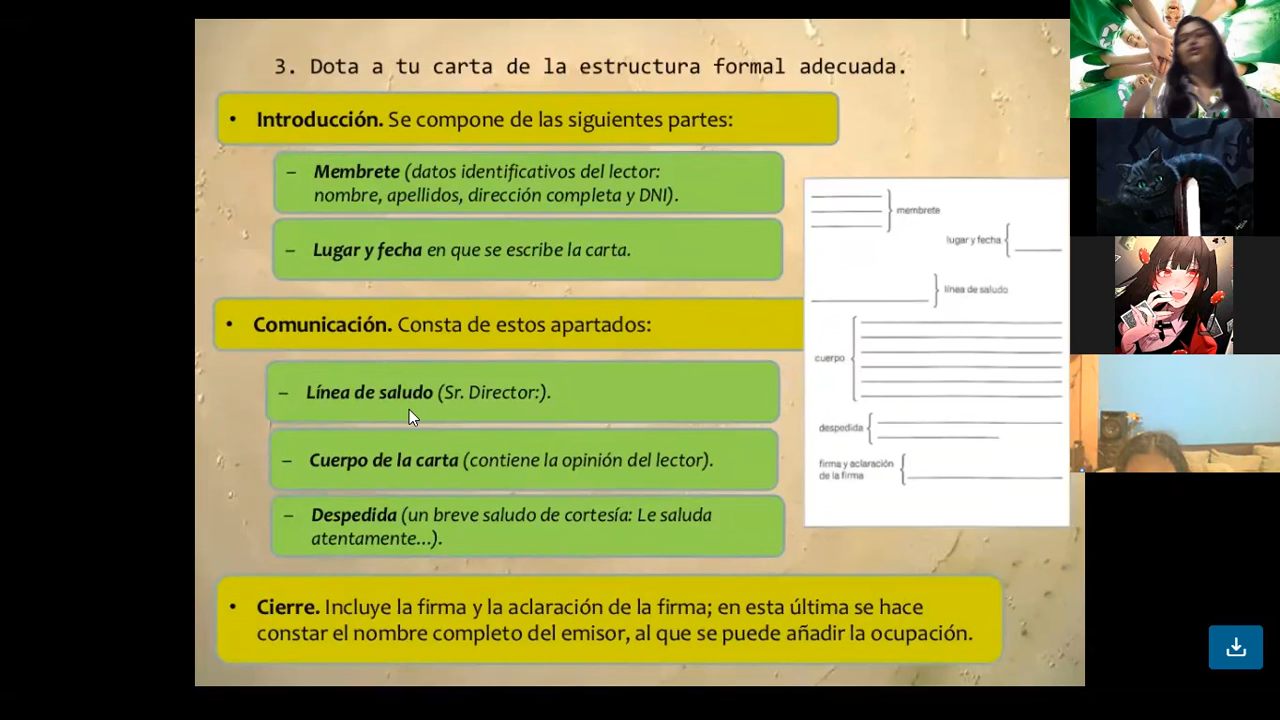 3. Dota a tu carta de la estructura formal adecuada.
• Introducción. Se compone de las siguientes partes:
– Membrete (datos identificativos del lector:
nombre, apellidos, dirección completa y DNI).
– Lugar y fecha en que se escribe la carta.
• Comunicación. Consta de estos apartados:
– Línea de saludo (Sr. Director:).
– Cuerpo de la carta (contiene la opinión del lector).
– Despedida (un breve saludo de cortesía: Le saluda
atentamente...).
• Cierre. Incluye la firma y la aclaración de la firma; en esta última se hace
constar el nombre completo del emisor, al que se puede añadir la ocupación.
membrete
lugar y fecha
línea de saludo
cuerpo
despedida
firma y aclaración
de la firma